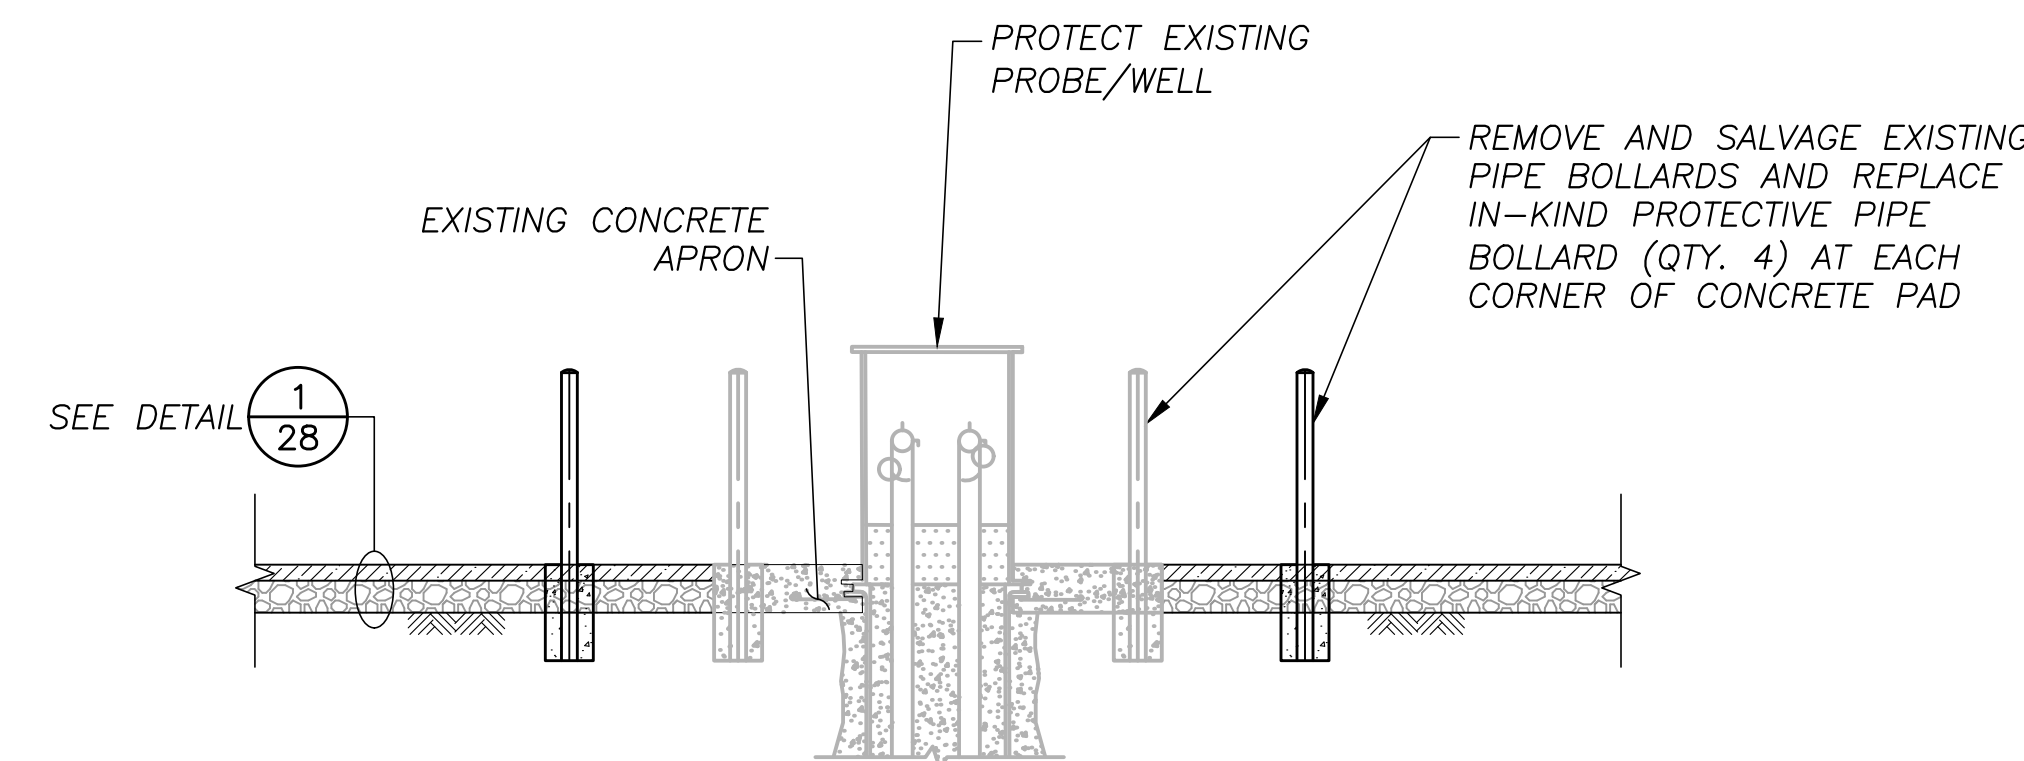 PROTECT EXISTING
PROBE/WELL
REMOVE AND SALVAGE EXISTING
PIPE BOLLARDS AND REPLACE
IN-KIND PROTECTIVE PIPE
BOLLARD (QTY. 4) AT EACH
CORNER OF CONCRETE PAD
EXISTING CONCRETE
APRON
SEE DETAIL
1
28